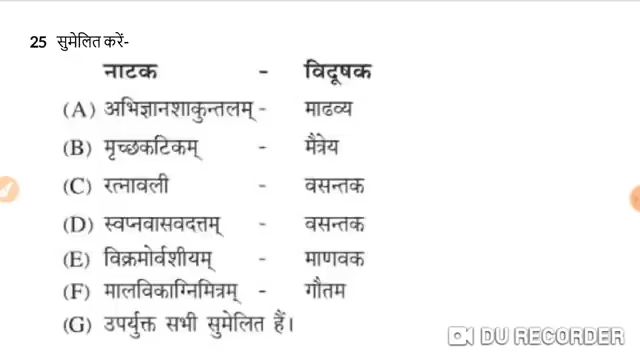 25 सुमेलित करें-
नाटक - विदूषक
(A) अभिज्ञानशाकुन्तलम् - माढव्य
(B) मृच्छकटिकम् - मैत्रेय
(C) रत्नावली - वसन्तक
(D) स्वप्नवासवदत्तम् - वसन्तक
(E) विक्रमोर्वशीयम् - माणवक
(F) मालविकाग्निमित्रम् - गौतम
(G) उपर्युक्त सभी सुमेलित हैं।
DU RECORDER